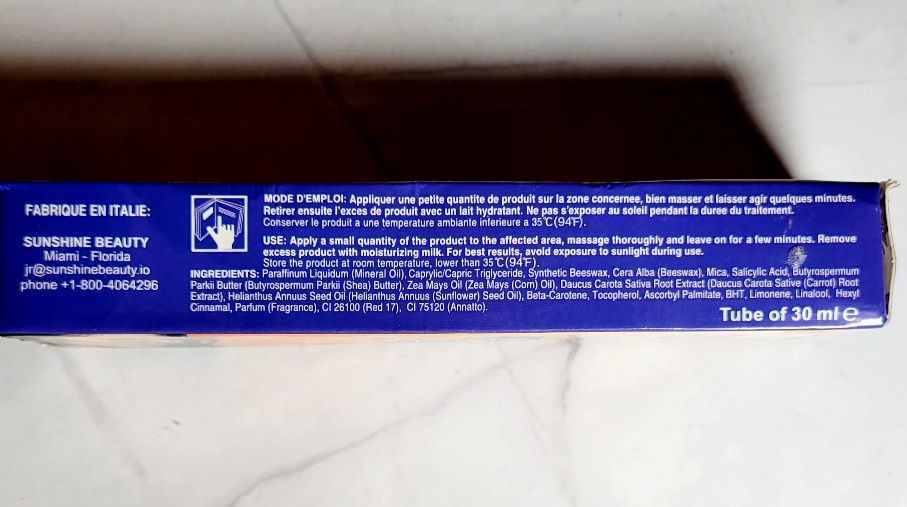 FABRIQUE EN ITALIE:
SUNSHINE BEAUTY
Miami - Florida
jr@sunshinebeauty.io
phone +1-800-4064296
MODE D'EMPLOI: Appliquer une petite quantite de produit sur la zone concernee, bien masser et laisser agir quelques minutes.
Retirer ensuite l'exces de produit avec un lait hydratant. Ne pas s'exposer au soleil pendant la duree du traitement.
Conserver le produit a une temperature ambiante inferieure a 35°C(94°F).
USE: Apply a small quantity of the product to the affected area, massage thoroughly and leave on for a few minutes. Remove
excess product with moisturizing milk. For best results, avoid exposure to sunlight during use.
Store the product at room temperature, lower than 35°C(94°F).
INGREDIENTS: Paraffinum Liquidum (Mineral Oil), Caprylic/Capric Triglyceride, Synthetic Beeswax, Cera Alba (Beeswax), Mica, Salicylic Acid, Butyrospermum
Parkii Butter (Butyrospermum Parkii (Shea) Butter), Zea Mays Oil (Zea Mays (Corn) Oil), Daucus Carota Sativa Root Extract (Daucus Carota Sative (Carrot) Root
Extract), Helianthus Annuus Seed Oil (Helianthus Annuus (Sunflower) Seed Oil), Beta-Carotene, Tocopherol, Ascorbyl Palmitate, BHT, Limonene, Linalool, Hexyl
Cinnamal, Parfum (Fragrance), CI 26100 (Red 17), CI 75120 (Annatto).
Tube of 30 ml ℮